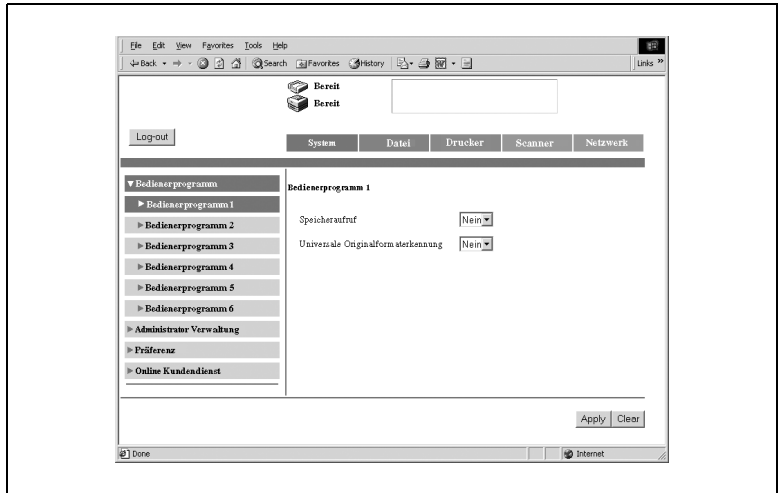 File Edit View Favorites Tools Help
Back Search Favorites History Links »
Bereit
Bereit
Log-out
System Datei Drucker Scanner Netzwerk
Bedienerprogramm
Bedienerprogramm 1
Bedienerprogramm 2
Bedienerprogramm 3
Bedienerprogramm 4
Bedienerprogramm 5
Bedienerprogramm 6
Administrator Verwaltung
Präferenz
Online Kundendienst
Bedienerprogramm 1
Speicheraufruf Nein
Universale Originalformaterkennung Nein
Apply Clear
Done Internet